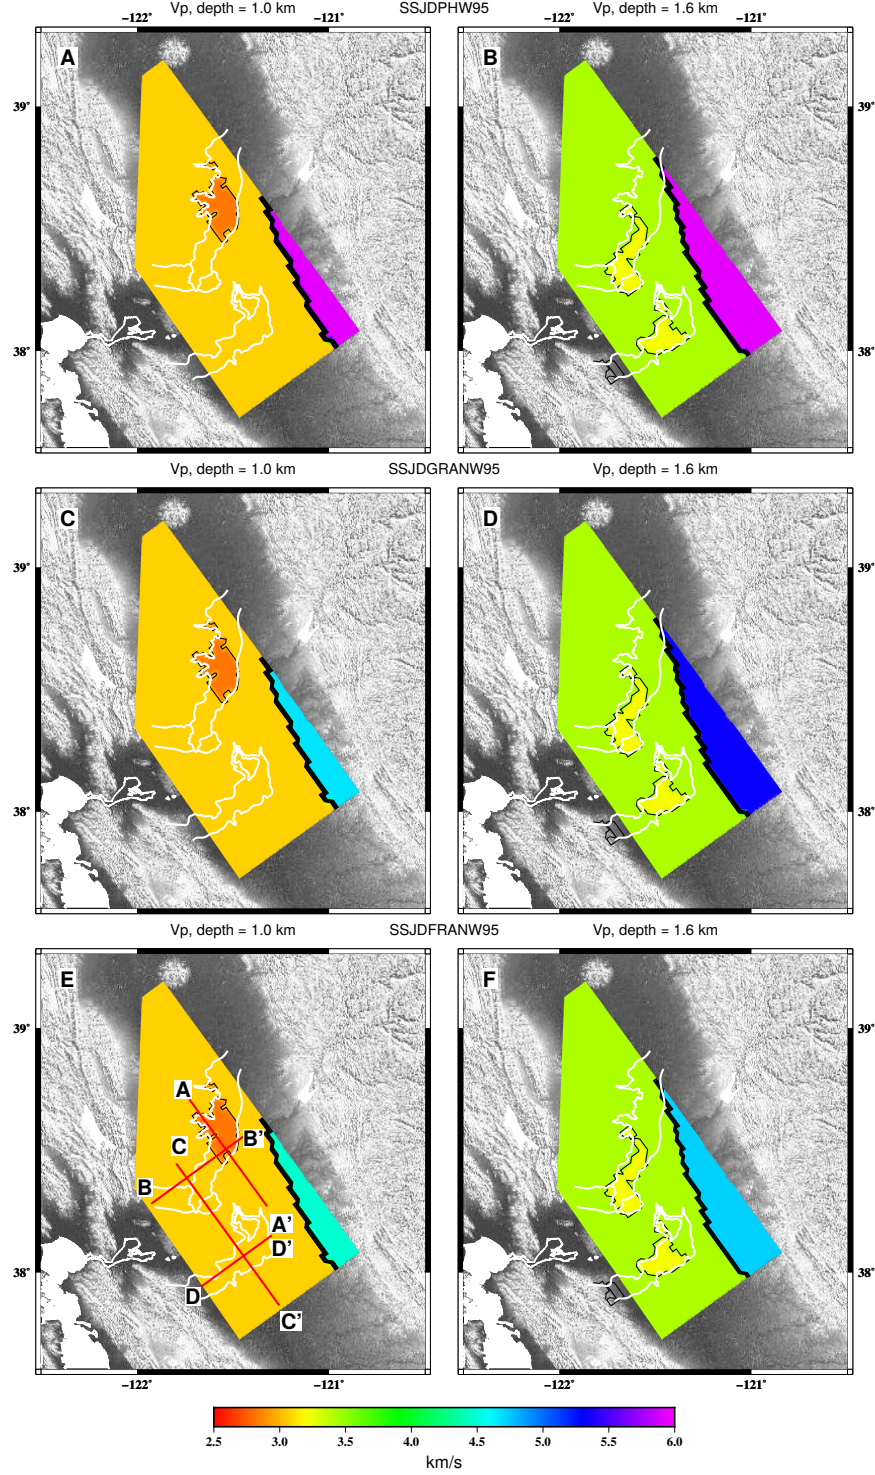 Vp, depth = 1.0 km SSJDPHW95 Vp, depth = 1.6 km
−122˚ −121˚ −122˚ −121˚
A B
39˚ 39˚
38˚ 38˚
Vp, depth = 1.0 km SSJDGRANW95 Vp, depth = 1.6 km
C D
39˚ 39˚
38˚ 38˚
Vp, depth = 1.0 km SSJDFRANW95 Vp, depth = 1.6 km
E F
39˚ 39˚
A
B'
C
B
A'
D'
38˚ 38˚
D
C'
−122˚ −121˚ −122˚ −121˚
2.5 3.0 3.5 4.0 4.5 5.0 5.5 6.0
km/s